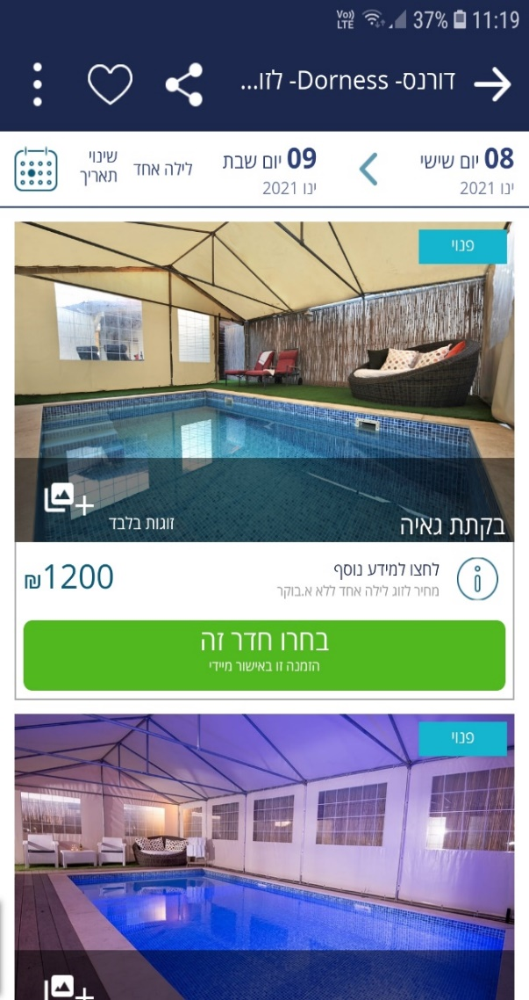 Vo)) LTE 37% 11:19
דורנס- Dorness- לזו...
08 יום שישי
ינו 2021
09 יום שבת
ינו 2021
לילה אחד
שינוי
תאריך
פנוי
בקתת גאיה
זוגות בלבד
לחצו למידע נוסף
מחיר לזוג לילה אחד ללא א.בוקר
₪1200
בחרו חדר זה
הזמנה זו באישור מיידי
פנוי